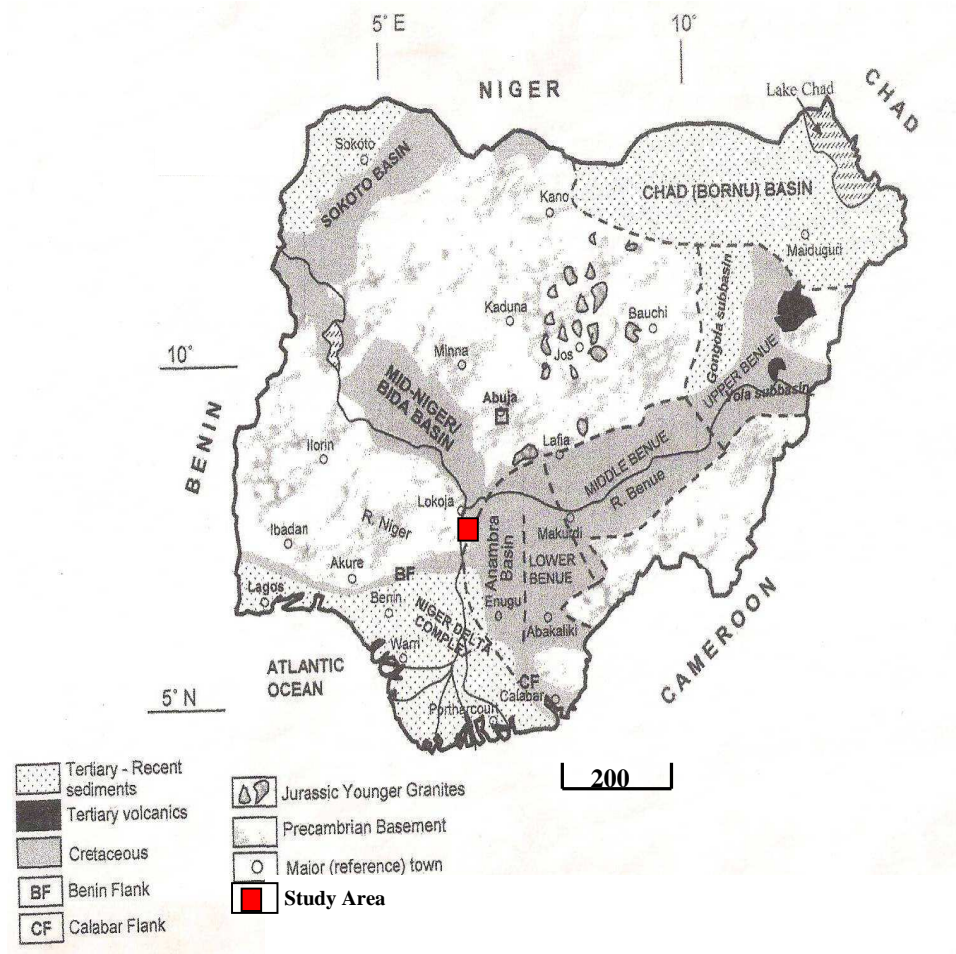 5° E
10°
NIGER
CHAD
Lake Chad
Sokoto
SOKOTO BASIN
Kano
CHAD (BORNU) BASIN
Maiduguri
Gongola subbasin
Kaduna
Bauchi
Jos
10°
Minna
UPPER BENUE
Yola subbasin
MID-NIGER/
BIDA BASIN
Abuja
BENIN
Ilorin
Lafia
MIDDLE BENUE
R. Benue
Lokoja
R. Niger
Makurdi
Ibadan
Anambra
Basin
LOWER
BENUE
Akure
BF
Lagos
Benin
Enugu
Abakaliki
NIGER DELTA
COMPLEX
Warri
CAMEROON
ATLANTIC
OCEAN
CF
Calabar
5° N
Portharcourt
200
Tertiary - Recent
sediments
Tertiary volcanics
Cretaceous
BF Benin Flank
CF Calabar Flank
Jurassic Younger Granites
Precambrian Basement
Maior (reference) town
Study Area